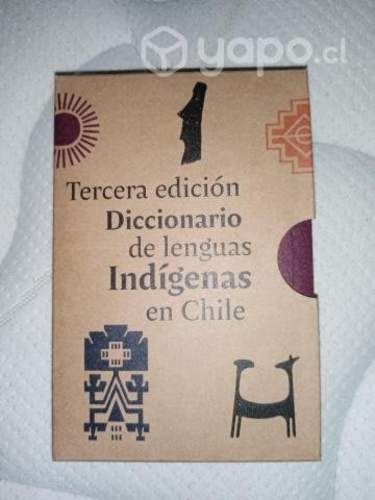 yapo.cl
Tercera edición
Diccionario
de lenguas
Indígenas
en Chile